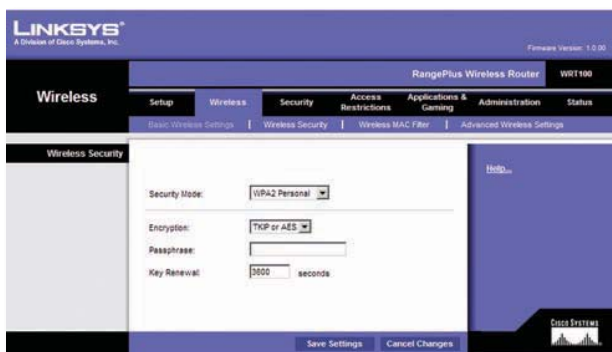 LINKSYS®
A Division of Cisco Systems, Inc.
Firmware Version: 1.0.00
RangePlus Wireless Router WRT100
Wireless
Setup Wireless Security Access Restrictions Applications & Gaming Administration Status
Basic Wireless Settings | Wireless Security | Wireless MAC Filter | Advanced Wireless Settings
Wireless Security
Help...
Security Mode: WPA2 Personal
Encryption: TKIP or AES
Passphrase:
Key Renewal: 3600 seconds
Save Settings Cancel Changes
CISCO SYSTEMS